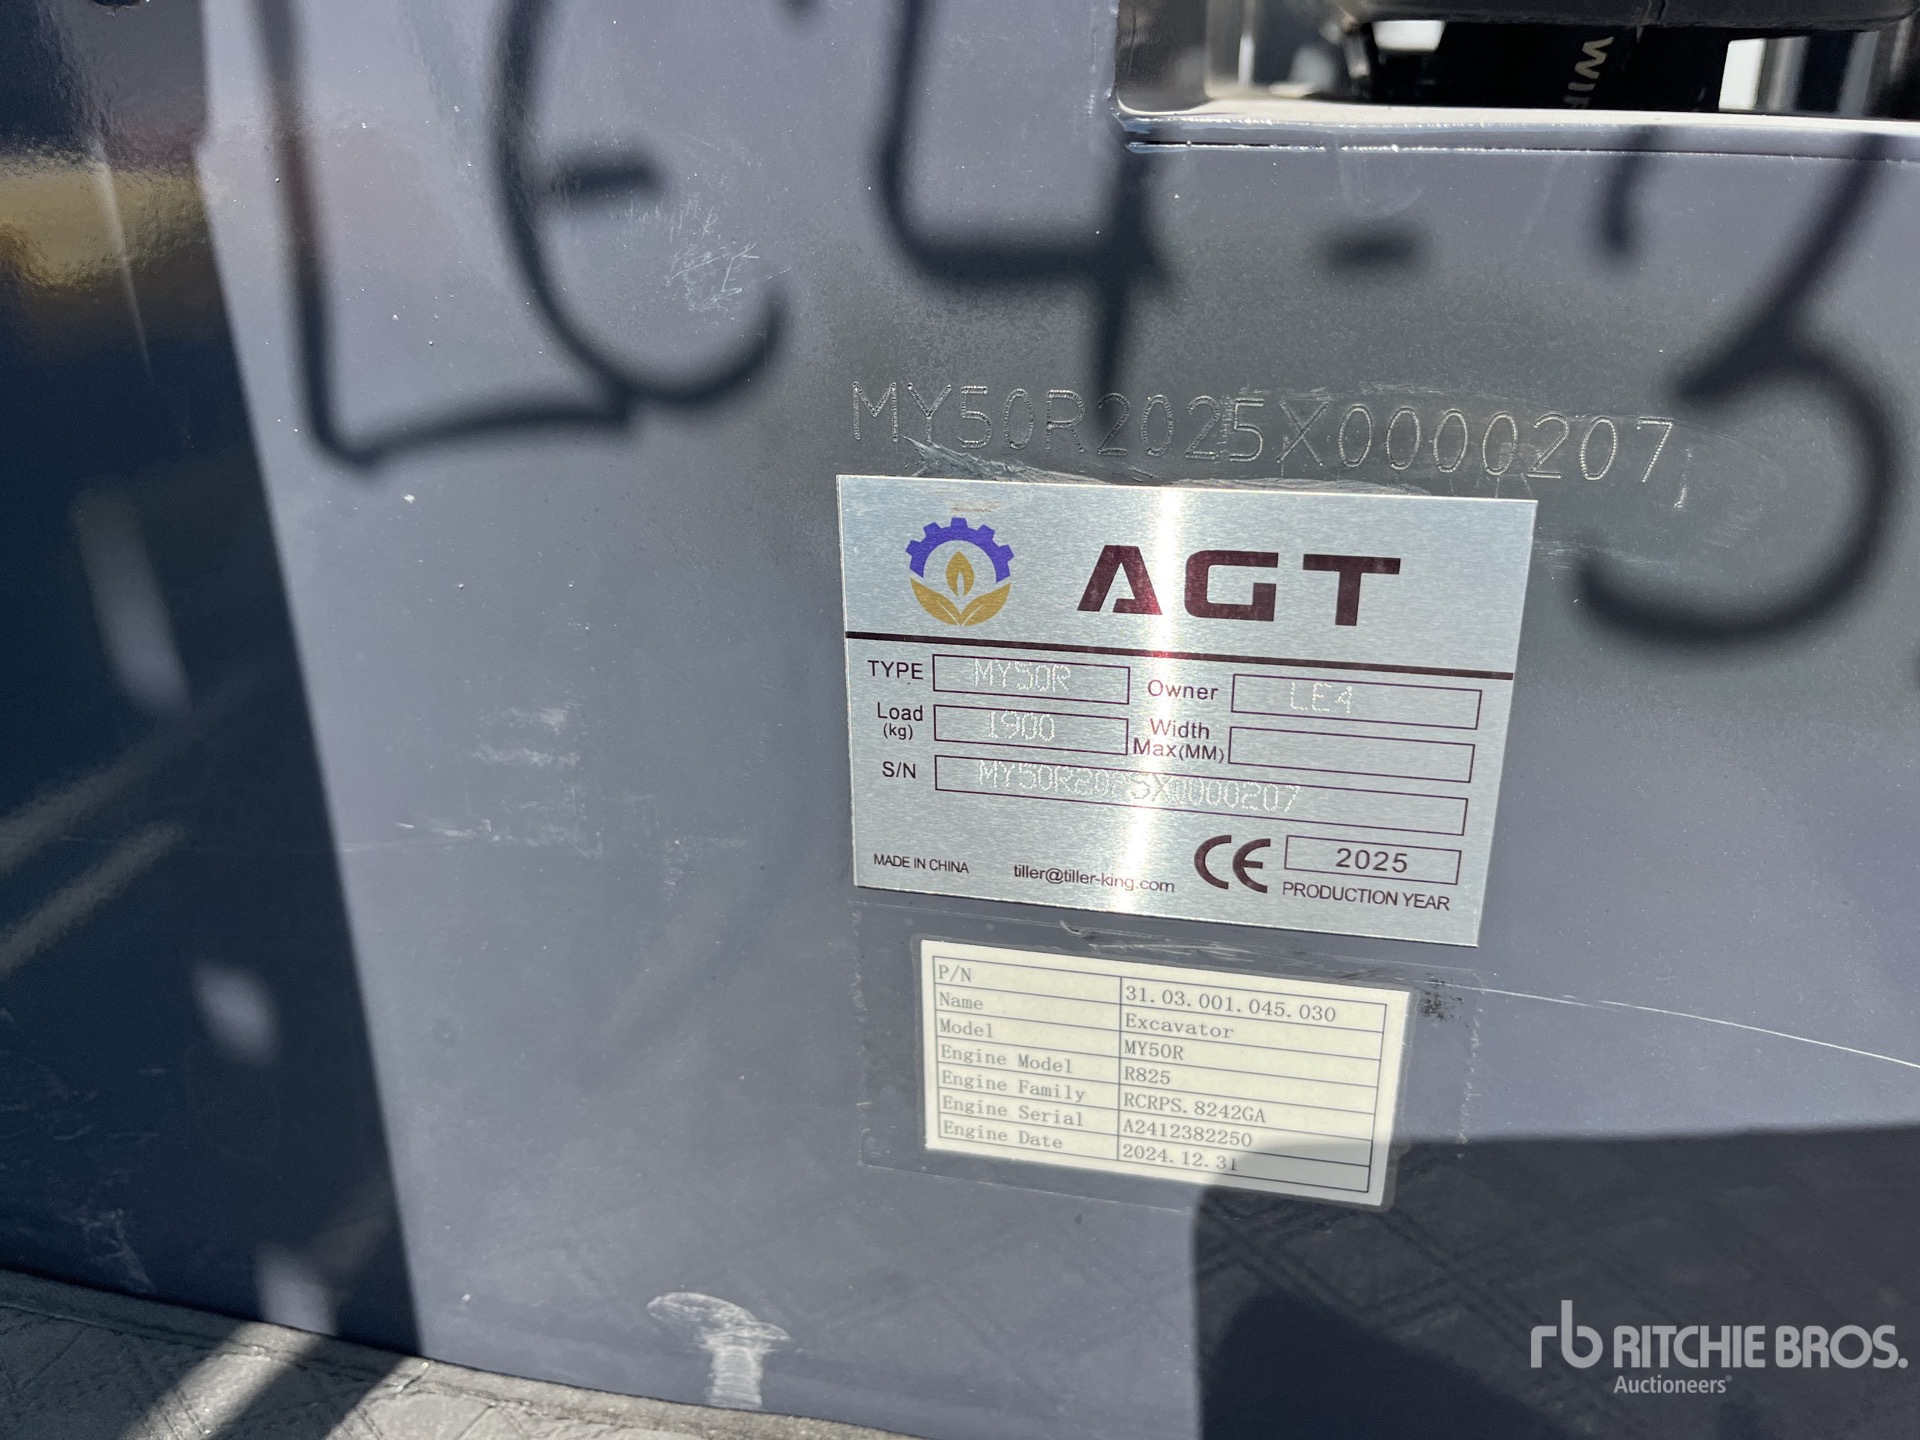 WIF
LE4-'3
MY50R2025X0000207
AGT
TYPE MY50R Owner LE4
Load (kg) 1900 Width Max(MM)
S/N MY50R2025X0000207
MADE IN CHINA tiller@tiller-king.com CE 2025
PRODUCTION YEAR
P/N 31.03.001.045.030
Name Excavator
Model MY50R
Engine Model R825
Engine Family RCRPS.8242GA
Engine Serial A2412382250
Engine Date 2024.12.31
rb RITCHIE BROS.
Auctioneers